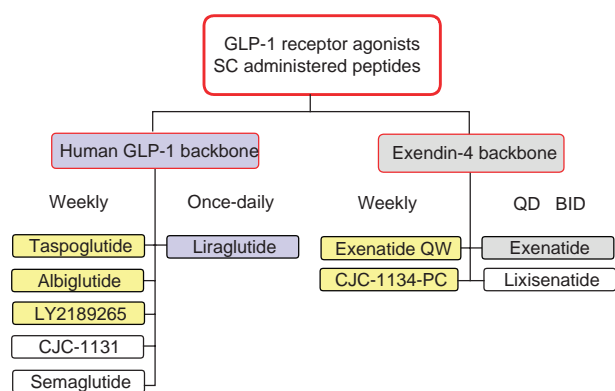 GLP-1 receptor agonists
SC administered peptides
Human GLP-1 backbone
Exendin-4 backbone
Weekly
Once-daily
Weekly
QD BID
Taspoglutide
Liraglutide
Exenatide QW
Exenatide
Albiglutide
CJC-1134-PC
Lixisenatide
LY2189265
CJC-1131
Semaglutide